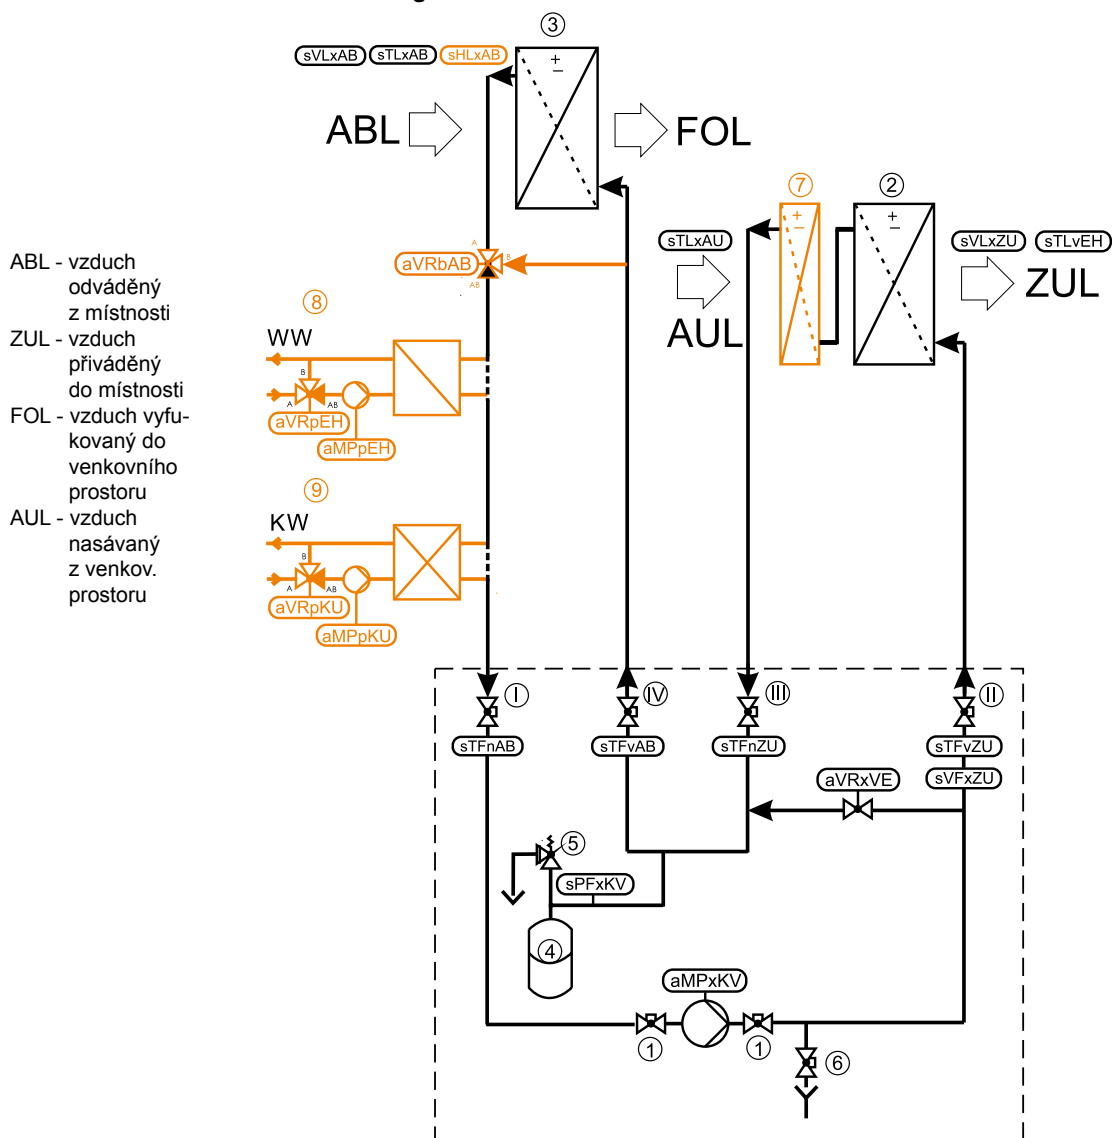 g
③
sVLxAB sTLxAB sHLxAB
+
–
ABL
FOL
⑦
②
sTLxAU
+
–
+
–
sVLxZU sTLvEH
AUL
ZUL
A
aVRbAB
B
AB
ABL - vzduch
odváděný
z místnosti
ZUL - vzduch
přiváděný
do místnosti
FOL - vzduch vyfu-
kovaný do
venkovního
prostoru
AUL - vzduch
nasávaný
z venkov.
prostoru
⑧
WW
B
A
AB
aVRpEH
aMPpEH
⑨
KW
B
A
AB
aVRpKU
aMPpKU
I
IV
III
II
sTFnAB
sTFvAB
sTFnZU
sTFvZU
sVFxZU
aVRxVE
⑤
sPFxKV
④
aMPxKV
①
①
⑥